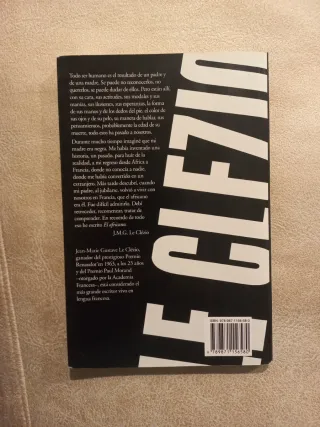 Todo ser humano es el resultado de un padre y
de una madre. Se puede no reconocerlos, no
quererlos, se puede dudar de ellos. Pero están allí,
con su cara, sus actitudes, sus modales y sus
manías, sus ilusiones, sus esperanzas, la forma
de sus manos y de los dedos del pie, el color de
sus ojos y de su pelo, su manera de hablar, sus
pensamientos, probablemente la edad de su
muerte, todo esto ha pasado a nosotros.
Durante mucho tiempo imaginé que mi
madre era negra. Me había inventado una
historia, un pasado, para huir de la realidad,
a mi regreso desde África a
Francia, donde no conocía a nadie,
donde me había convertido en un
extranjero. Más tarde descubrí, cuando
mi padre, al jubilarse, volvió a vivir con
nosotros en Francia, que el africano
era él. Fue difícil admitirlo. Debí
retroceder, recomenzar, tratar de
comprender. En recuerdo de todo
eso he escrito El africano.
J.M.G. Le Clézio
Jean-Marie Gustave Le Clézio,
ganador del prestigioso Premio
Renaudot en 1963, a los 23 años
y del Premio Paul Morand
–otorgado por la Academia
Francesa–, está considerado el
más grande escritor vivo en
lengua francesa.
LE CLÉZIO